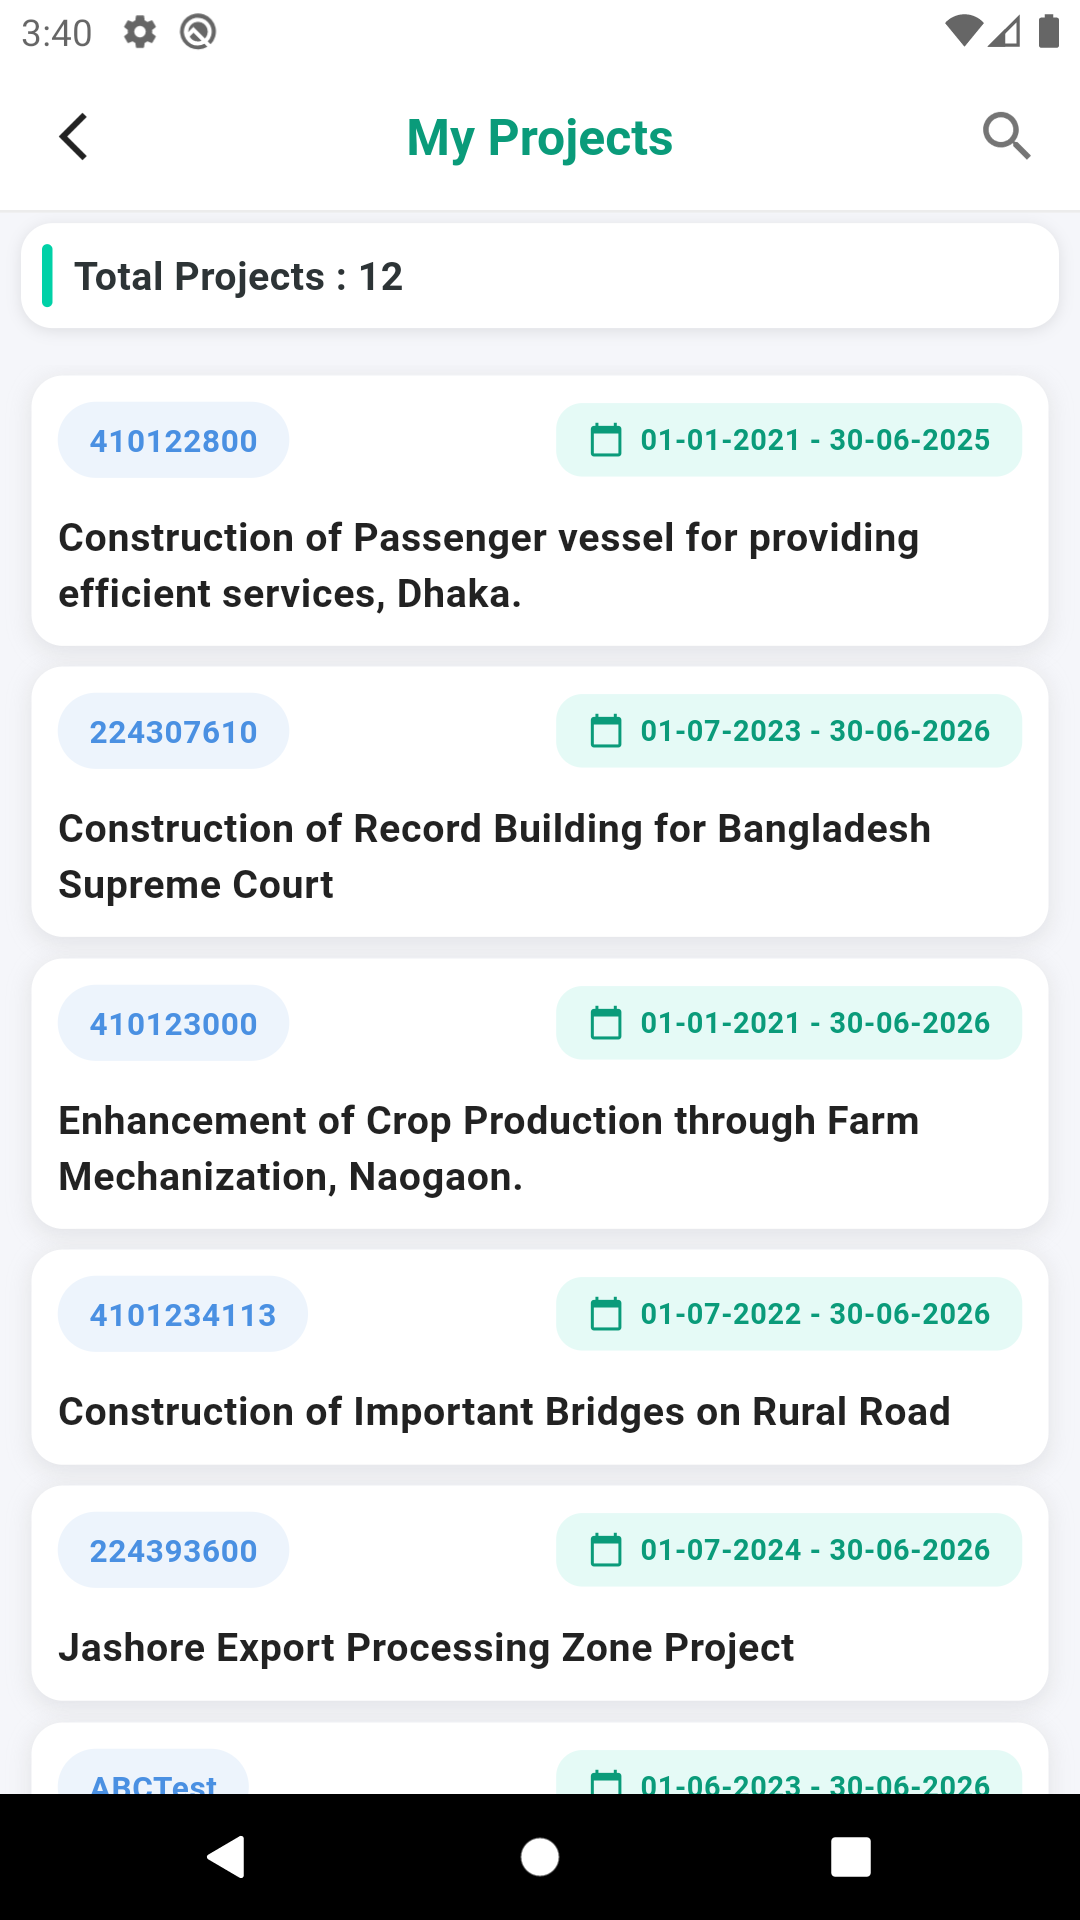 3:40
My Projects
Total Projects : 12
410122800
01-01-2021 - 30-06-2025
Construction of Passenger vessel for providing
efficient services, Dhaka.
224307610
01-07-2023 - 30-06-2026
Construction of Record Building for Bangladesh
Supreme Court
410123000
01-01-2021 - 30-06-2026
Enhancement of Crop Production through Farm
Mechanization, Naogaon.
4101234113
01-07-2022 - 30-06-2026
Construction of Important Bridges on Rural Road
224393600
01-07-2024 - 30-06-2026
Jashore Export Processing Zone Project
ABCTest
01-06-2023 - 30-06-2026